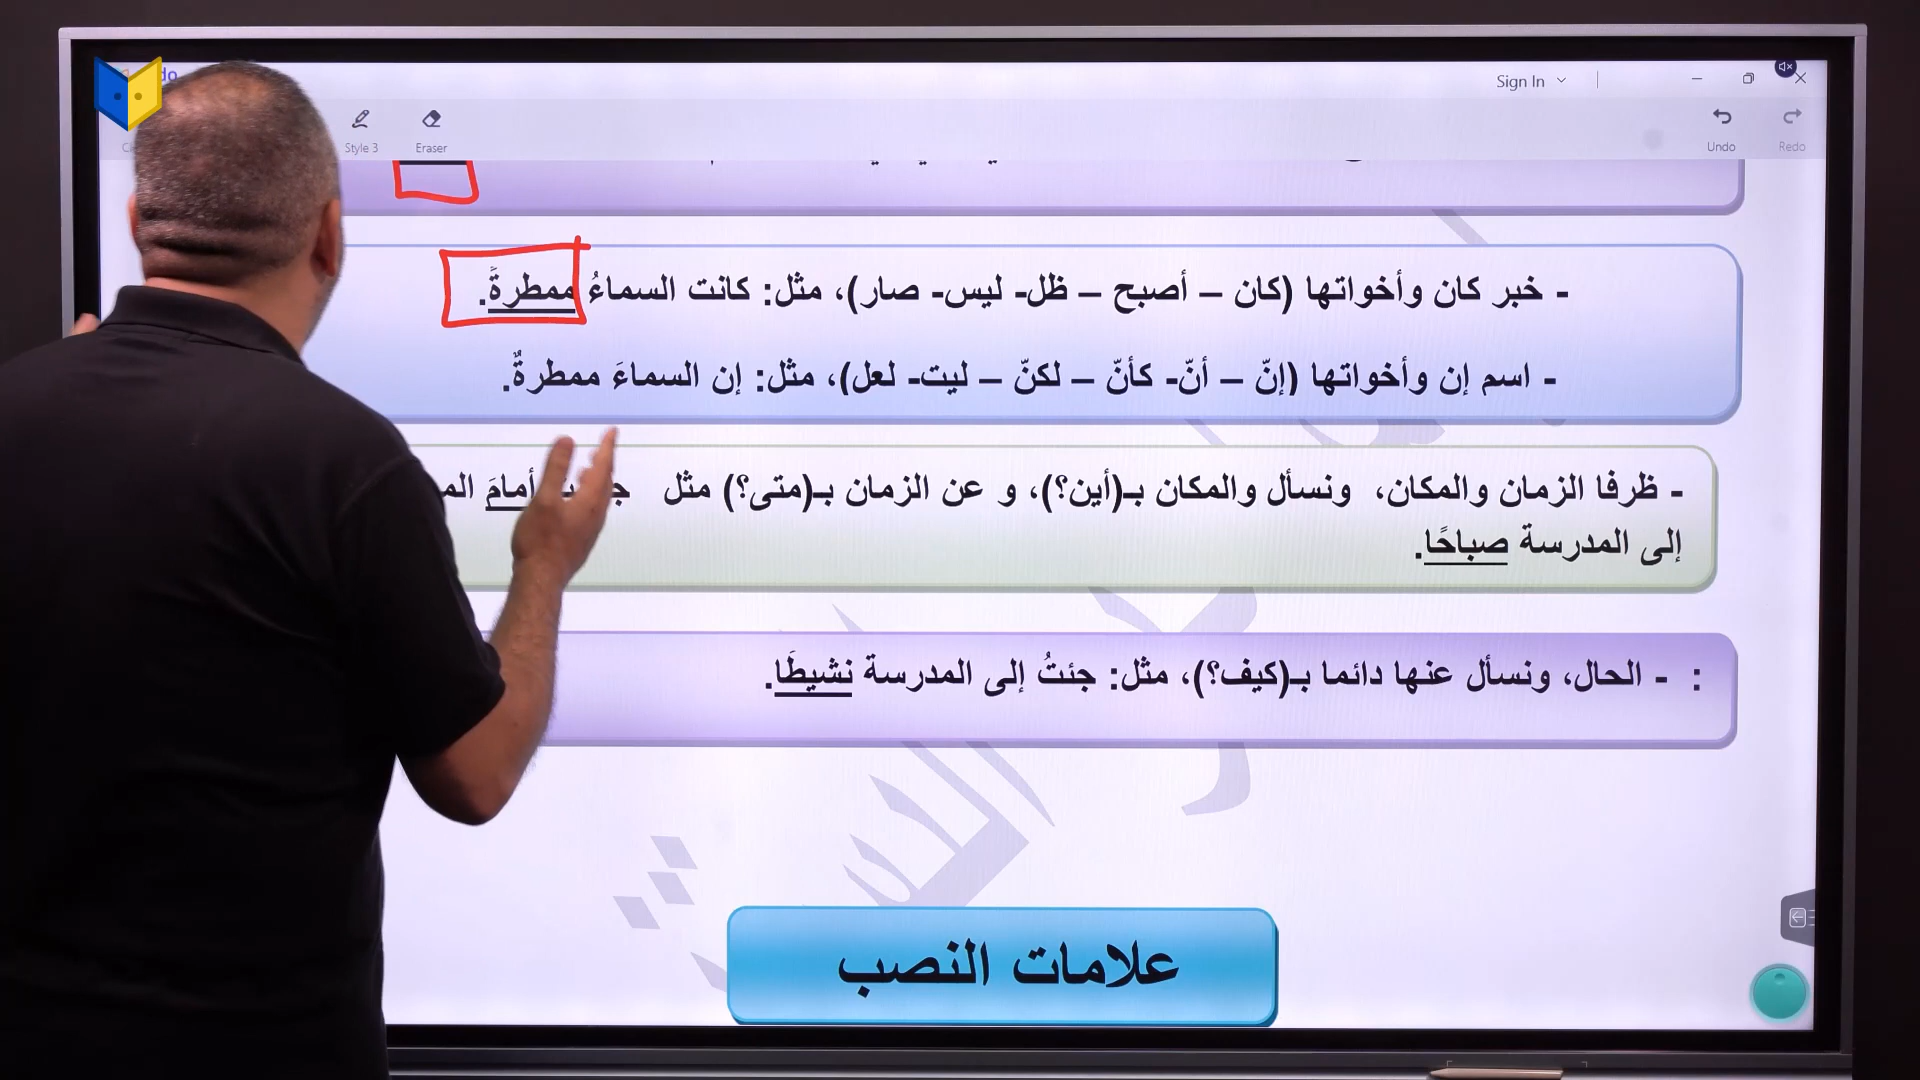 Sign In
Style 3
Eraser
Undo
Redo
- خبر كان وأخواتها (كان – أصبح – ظل- ليس- صار)، مثل: كانت السماءُ ممطرةً.
- اسم إن وأخواتها (إنّ – أنّ- كأنّ – لكنّ – ليت- لعل)، مثل: إن السماءَ ممطرةٌ.
- ظرفا الزمان والمكان، ونسأل والمكان بـ(أين؟)، و عن الزمان بـ(متى؟) مثل أمامَ
إلى المدرسة صباحًا.
: - الحال، ونسأل عنها دائما بـ(كيف؟)، مثل: جئتُ إلى المدرسة نشيطًا.
علامات النصب